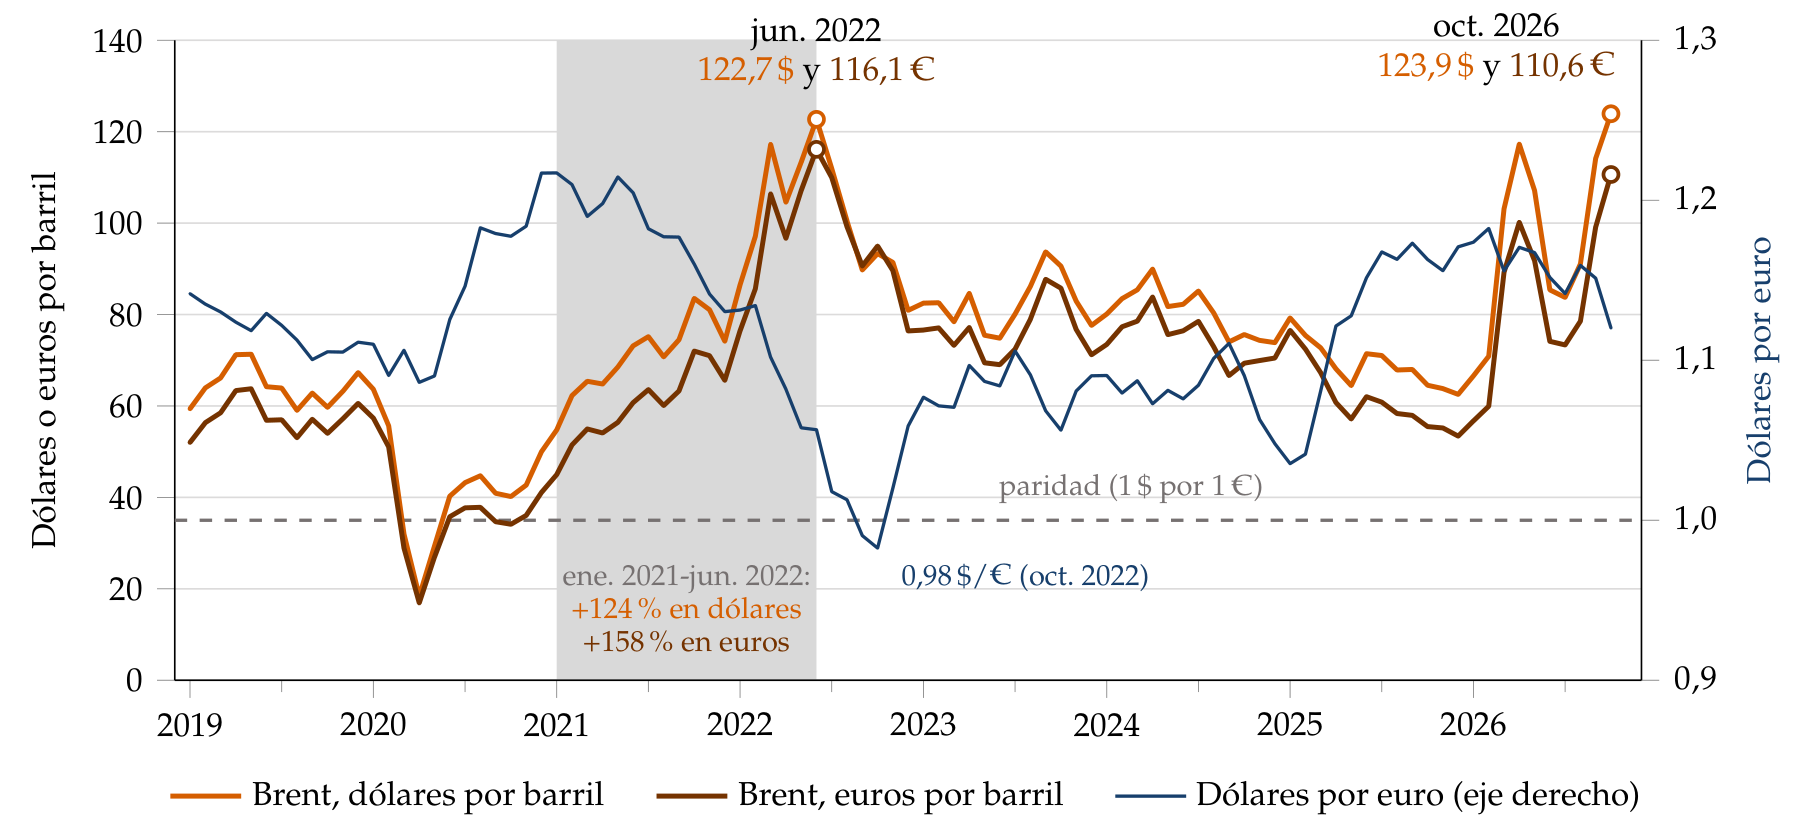 jun. 2022
122,7 $ y 116,1 €
oct. 2026
123,9 $ y 110,6 €
Dólares o euros por barril
140
120
100
80
60
40
20
0
Dólares por euro
1,3
1,2
1,1
1,0
0,9
paridad (1 $ por 1 €)
0,98 $/€ (oct. 2022)
ene. 2021-jun. 2022:
+124 % en dólares
+158 % en euros
2019 2020 2021 2022 2023 2024 2025 2026
Brent, dólares por barril Brent, euros por barril Dólares por euro (eje derecho)